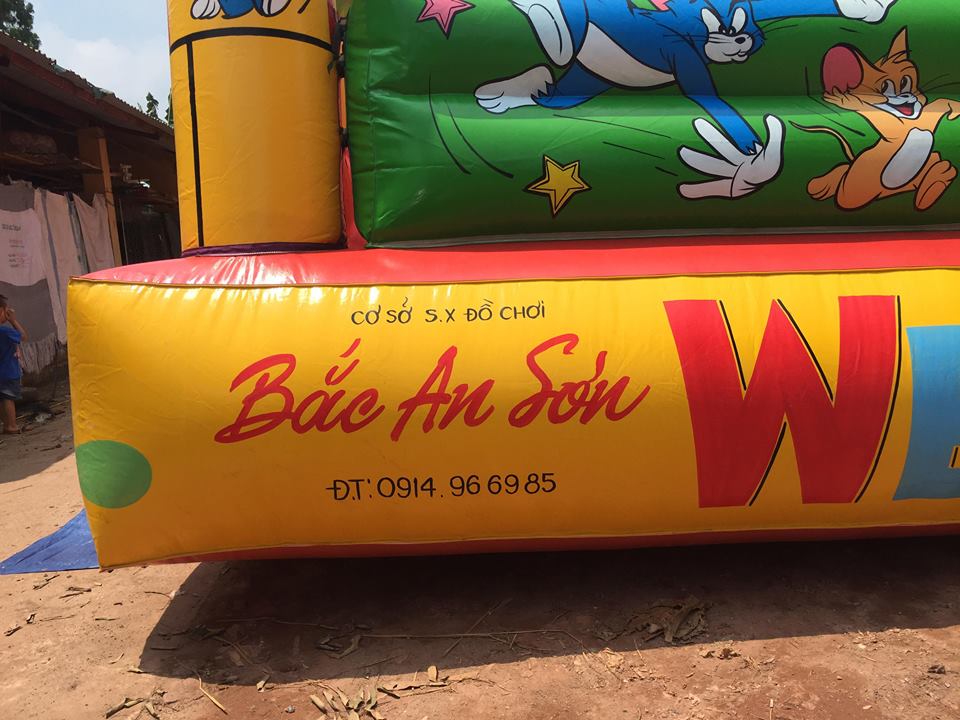 CƠ SỞ S.X ĐỒ CHƠI
Bắc An Sơn
ĐT: 0914. 96 69 85
W